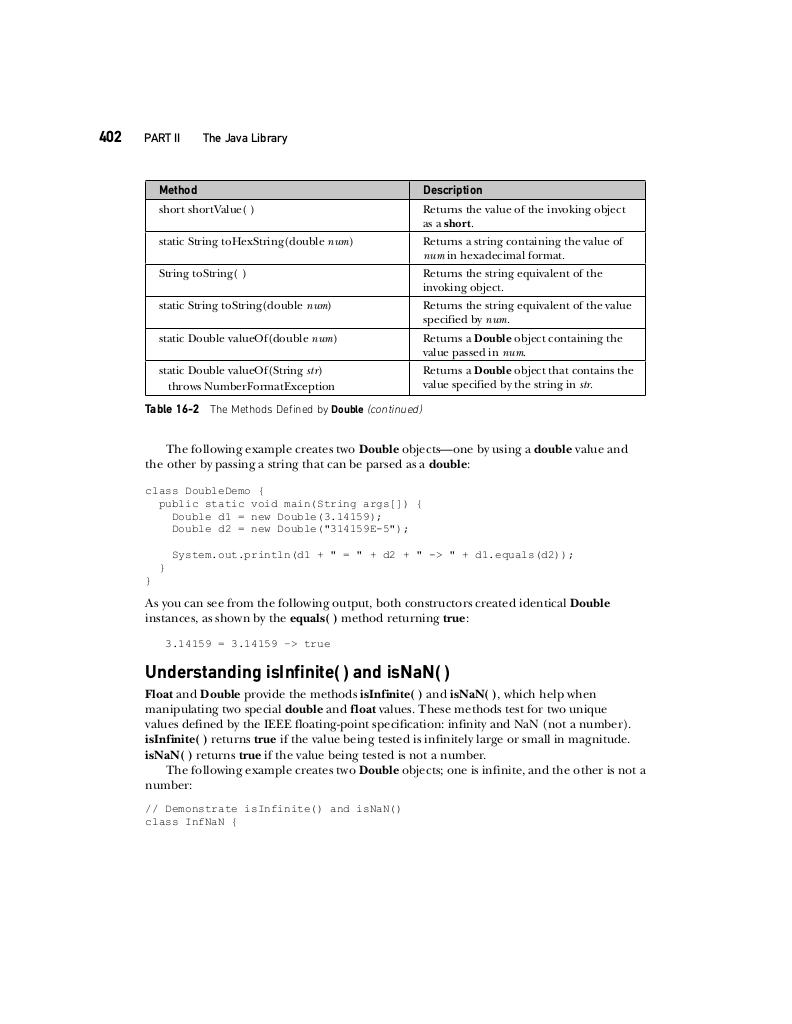 402 PART II The Java Library
Method Description
short shortValue( ) Returns the value of the invoking object
as a short.
static String toHexString(double num) Returns a string containing the value of
num in hexadecimal format.
String toString( ) Returns the string equivalent of the
invoking object.
static String toString(double num) Returns the string equivalent of the value
specified by num.
static Double valueOf(double num) Returns a Double object containing the
value passed in num.
static Double valueOf(String str) Returns a Double object that contains the
throws NumberFormatException value specified by the string in str.
Table 16-2 The Methods Defined by Double (continued)
The following example creates two Double objects—one by using a double value and
the other by passing a string that can be parsed as a double:
class DoubleDemo {
public static void main(String args[]) {
Double d1 = new Double(3.14159);
Double d2 = new Double("314159E-5");
System.out.println(d1 + " = " + d2 + " -> " + d1.equals(d2));
}
}
As you can see from the following output, both constructors created identical Double
instances, as shown by the equals( ) method returning true:
3.14159 = 3.14159 -> true
Understanding isInfinite( ) and isNaN( )
Float and Double provide the methods isInfinite( ) and isNaN( ), which help when
manipulating two special double and float values. These methods test for two unique
values defined by the IEEE floating-point specification: infinity and NaN (not a number).
isInfinite( ) returns true if the value being tested is infinitely large or small in magnitude.
isNaN( ) returns true if the value being tested is not a number.
The following example creates two Double objects; one is infinite, and the other is not a
number:
// Demonstrate isInfinite() and isNaN()
class InfNaN {